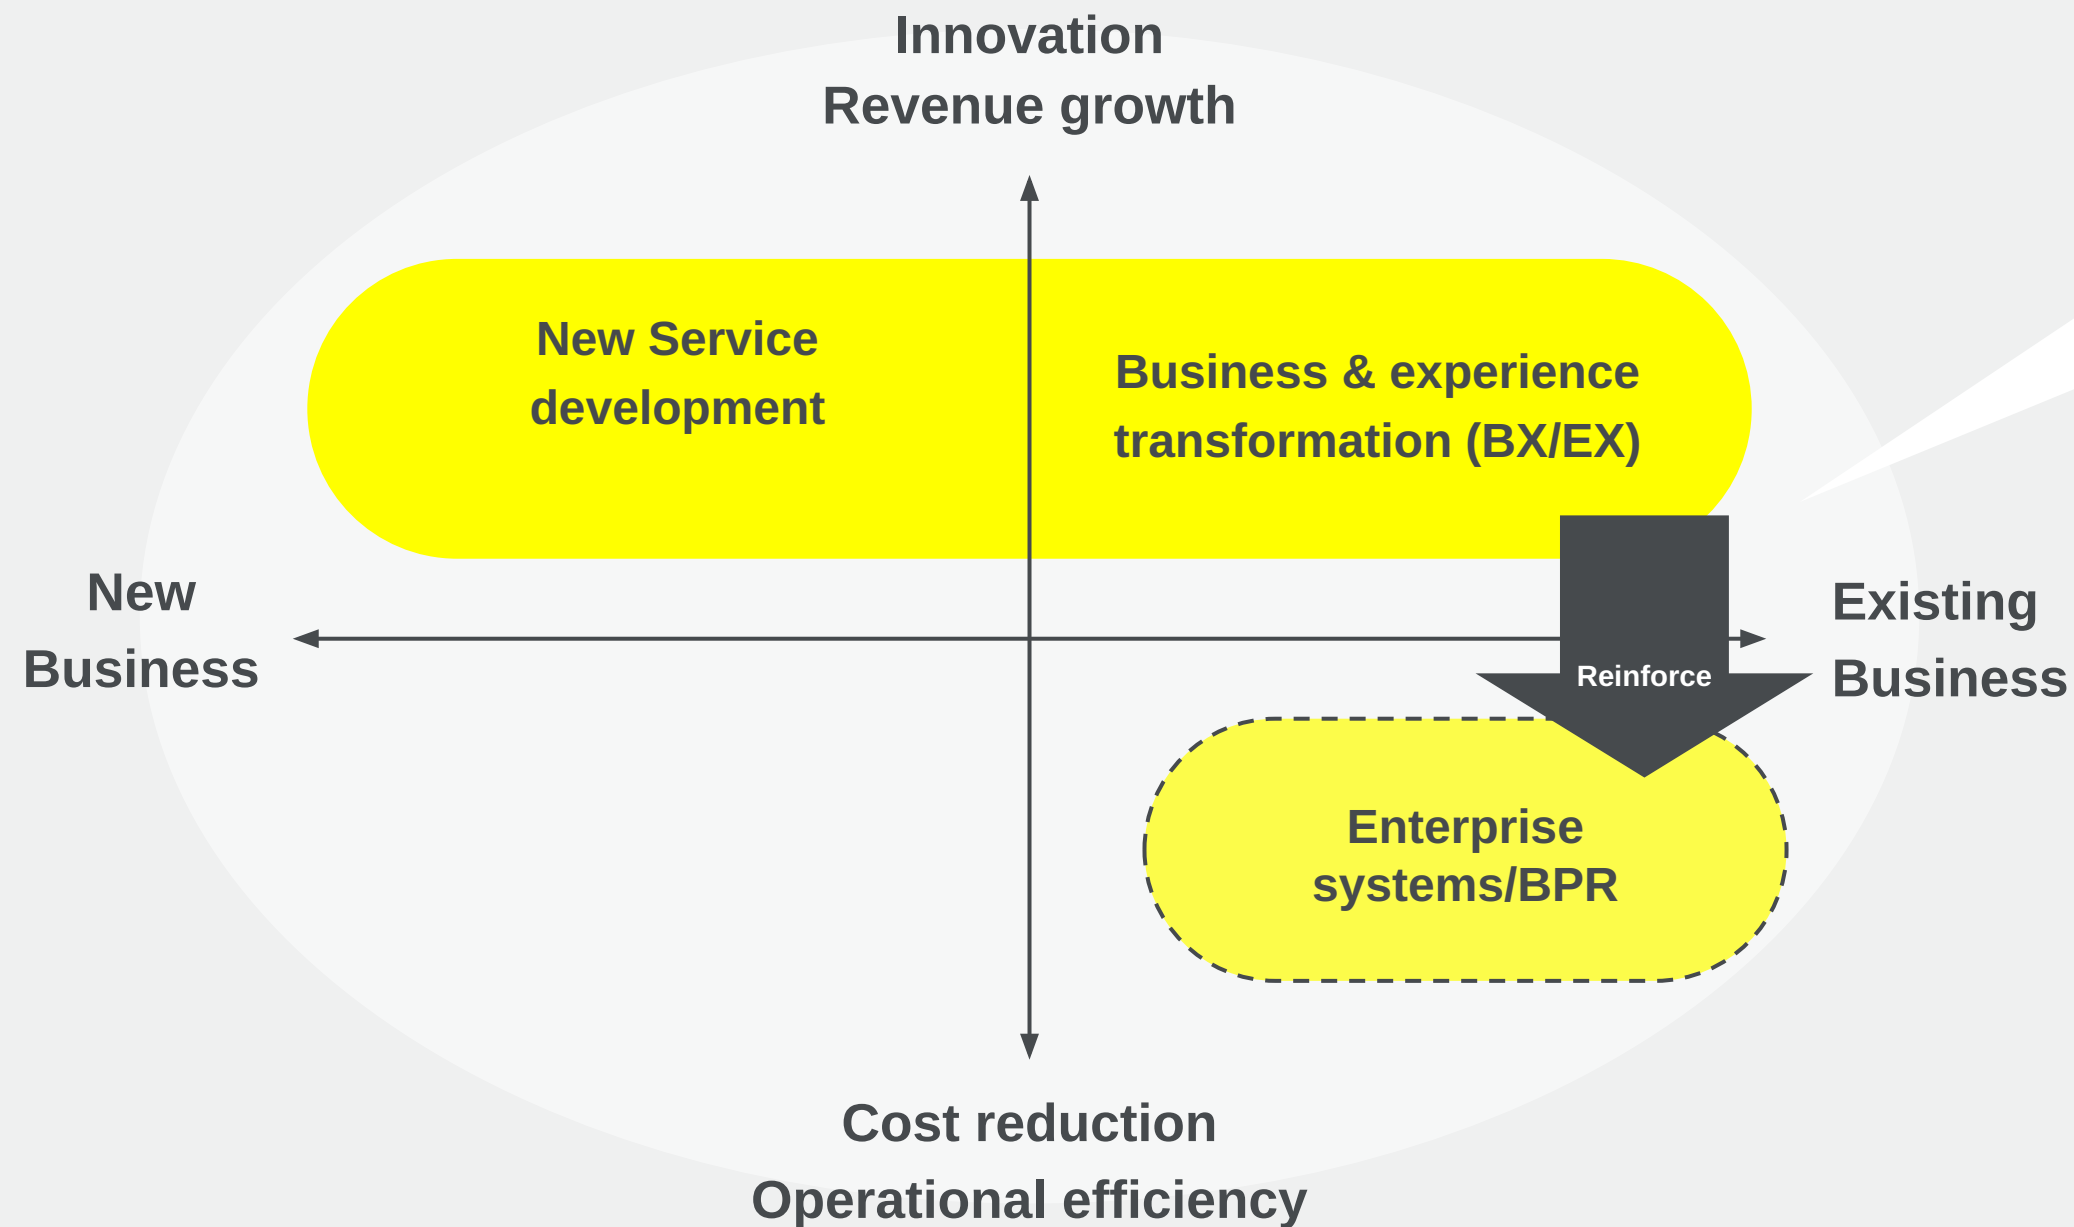 Innovation
Revenue growth
New Service
development
Business & experience
transformation (BX/EX)
New
Business
Existing
Business
Reinforce
Enterprise
systems/BPR
Cost reduction
Operational efficiency